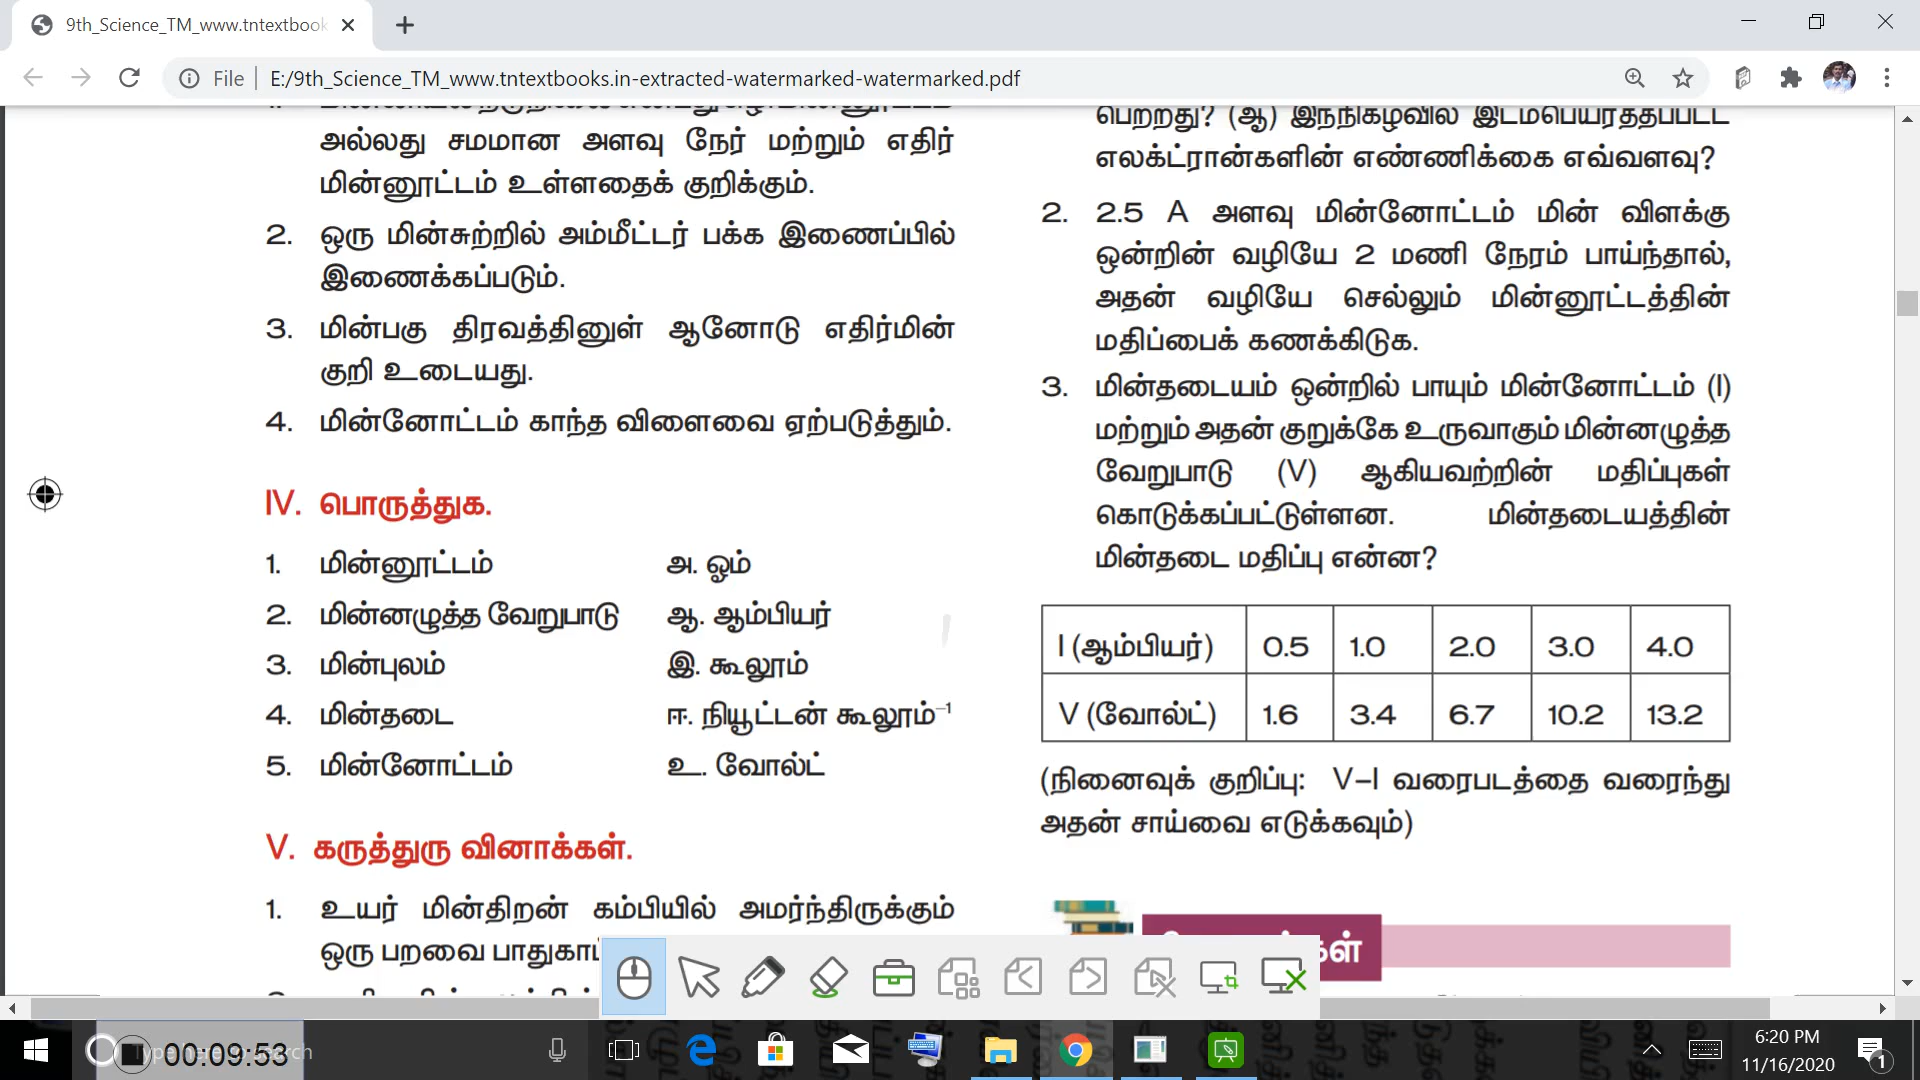 9th_Science_TM_www.tntextbook
File
E:/9th_Science_TM_www.tntextbooks.in-extracted-watermarked-watermarked.pdf
அல்லது சமமான அளவு நேர் மற்றும் எதிர்
மின்னூட்டம் உள்ளதைக் குறிக்கும்.
2. ஒரு மின்சுற்றில் அம்மீட்டர் பக்க இணைப்பில்
இணைக்கப்படும்.
3. மின்பகு திரவத்தினுள் ஆனோடு எதிர்மின்
குறி உடையது.
4. மின்னோட்டம் காந்த விளைவை ஏற்படுத்தும்.
IV. பொருத்துக.
1. மின்னூட்டம் அ. ஓம்
2. மின்னழுத்த வேறுபாடு ஆ. ஆம்பியர்
3. மின்புலம் இ. கூலூம்
4. மின்தடை ஈ. நியூட்டன் கூலூம்⁻¹
5. மின்னோட்டம் உ. வோல்ட்
V. கருத்துரு வினாக்கள்.
1. உயர் மின்திறன் கம்பியில் அமர்ந்திருக்கும்
ஒரு பறவை
பெற்றது? (ஆ) இந்நிகழ்வில் இடம்பெயர்த்தப்பட்ட
எலக்ட்ரான்களின் எண்ணிக்கை எவ்வளவு?
2. 2.5 A அளவு மின்னோட்டம் மின் விளக்கு
ஒன்றின் வழியே 2 மணி நேரம் பாய்ந்தால்,
அதன் வழியே செல்லும் மின்னூட்டத்தின்
மதிப்பைக் கணக்கிடுக.
3. மின்தடையம் ஒன்றில் பாயும் மின்னோட்டம் (I)
மற்றும் அதன் குறுக்கே உருவாகும் மின்னழுத்த
வேறுபாடு (V) ஆகியவற்றின் மதிப்புகள்
கொடுக்கப்பட்டுள்ளன. மின்தடையத்தின்
மின்தடை மதிப்பு என்ன?
I (ஆம்பியர்) 0.5 1.0 2.0 3.0 4.0
V (வோல்ட்) 1.6 3.4 6.7 10.2 13.2
(நினைவுக் குறிப்பு: V–I வரைபடத்தை வரைந்து
அதன் சாய்வை எடுக்கவும்)
00:09:53
6:20 PM
11/16/2020
1